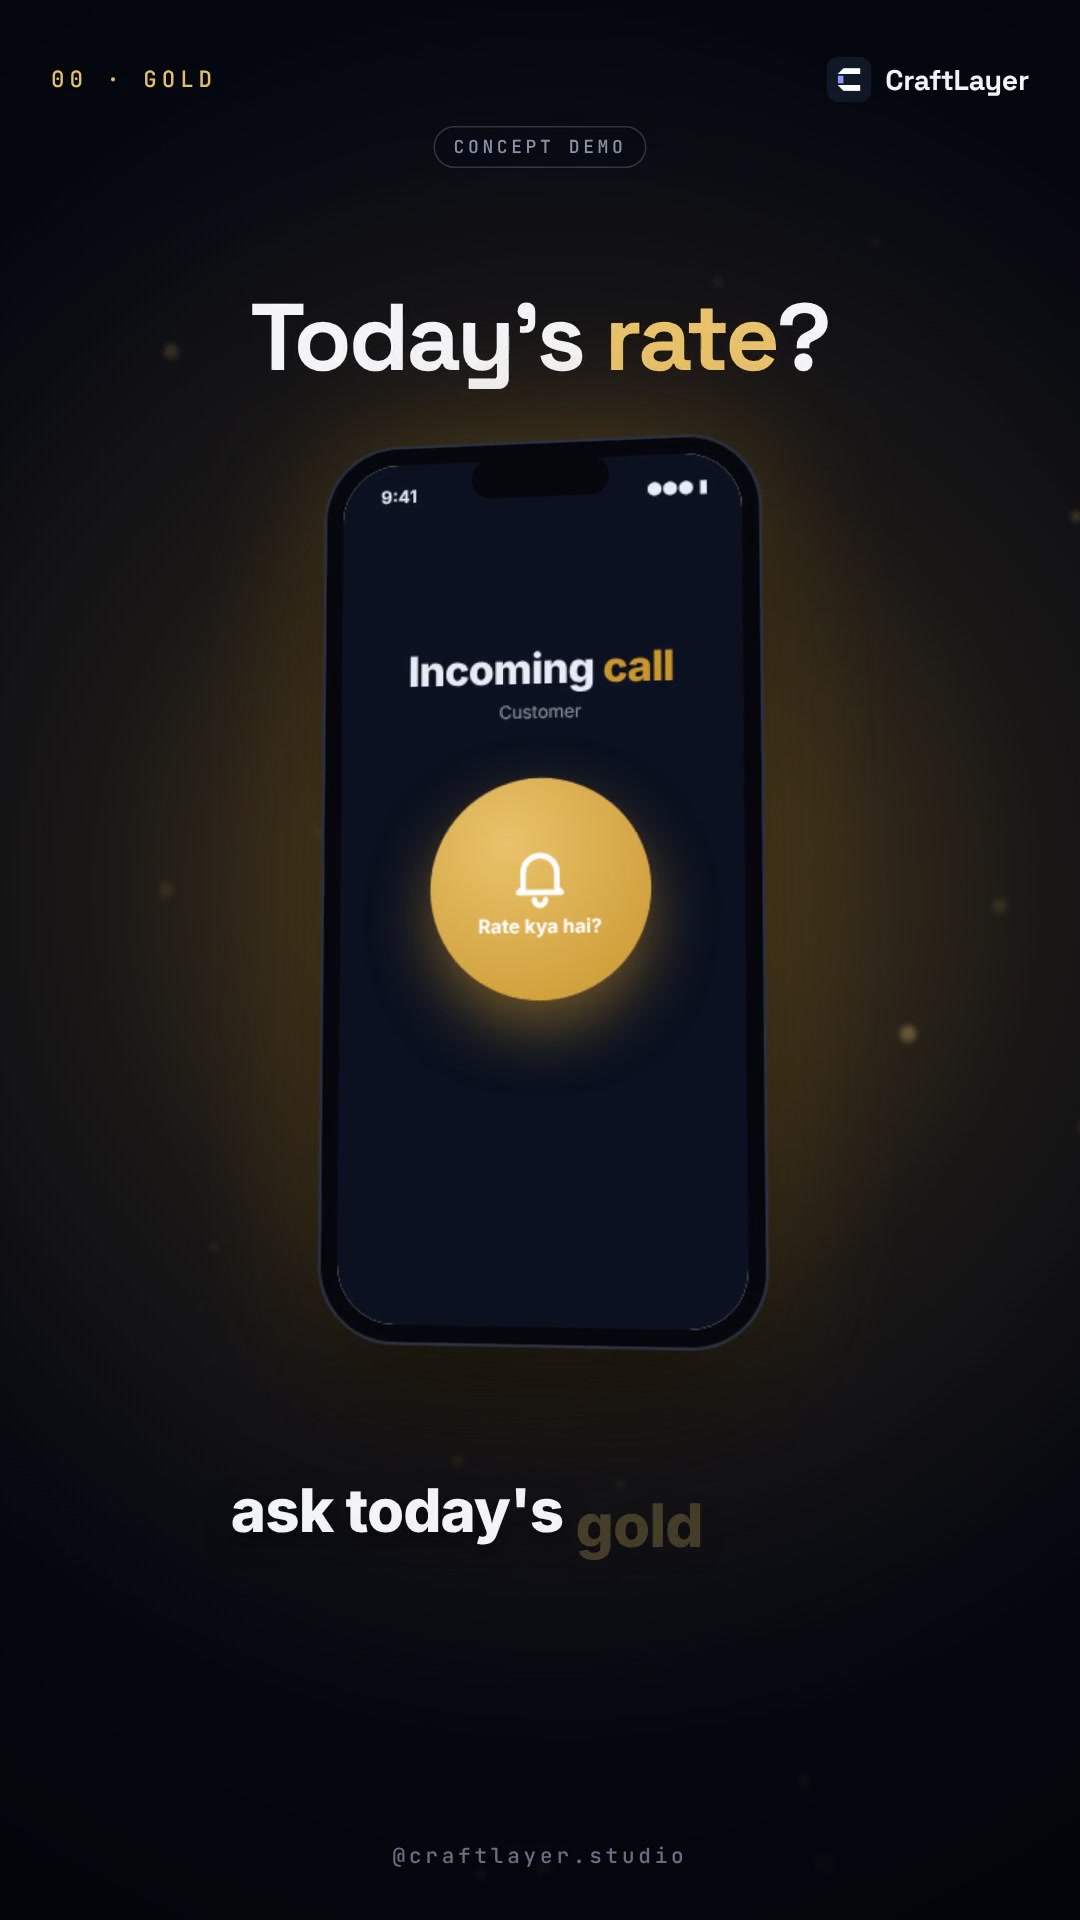 00 · GOLD
CraftLayer
CONCEPT DEMO
Today’s rate?
9:41
Incoming call
Customer
Rate kya hai?
ask today's gold
@craftlayer.studio